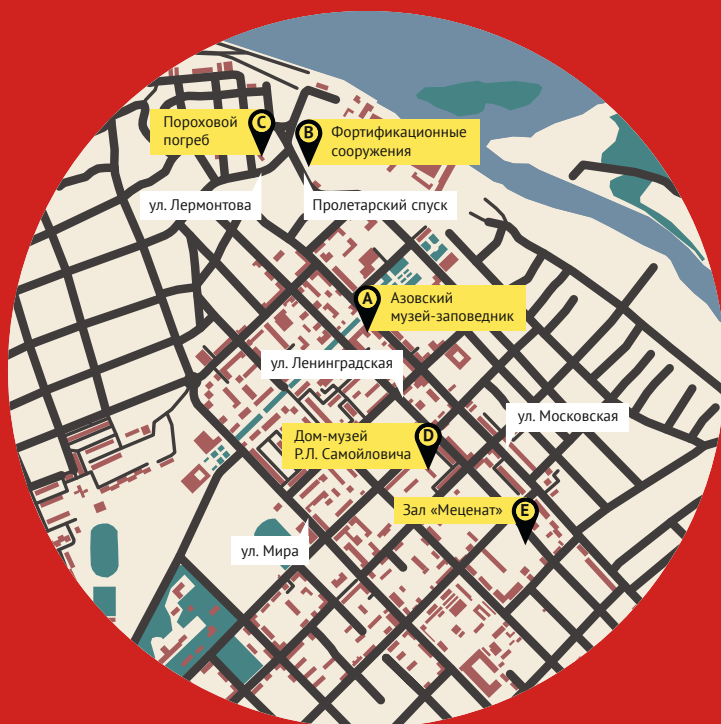 Пороховой
погреб
C
B
Фортификационные
сооружения
ул. Лермонтова
Пролетарский спуск
A
Азовский
музей-заповедник
ул. Ленинградская
ул. Московская
Дом-музей
Р.Л. Самойловича
D
Зал «Меценат»
E
ул. Мира